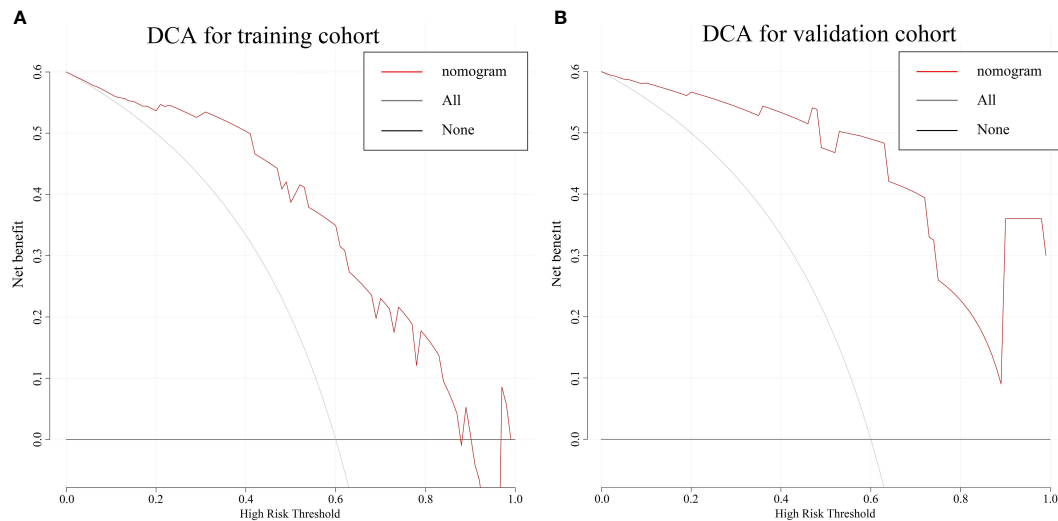 A
DCA for training cohort
nomogram
All
None
Net benefit
0.6
0.5
0.4
0.3
0.2
0.1
0.0
0.0 0.2 0.4 0.6 0.8 1.0
High Risk Threshold
B
DCA for validation cohort
nomogram
All
None
Net benefit
0.6
0.5
0.4
0.3
0.2
0.1
0.0
0.0 0.2 0.4 0.6 0.8 1.0
High Risk Threshold